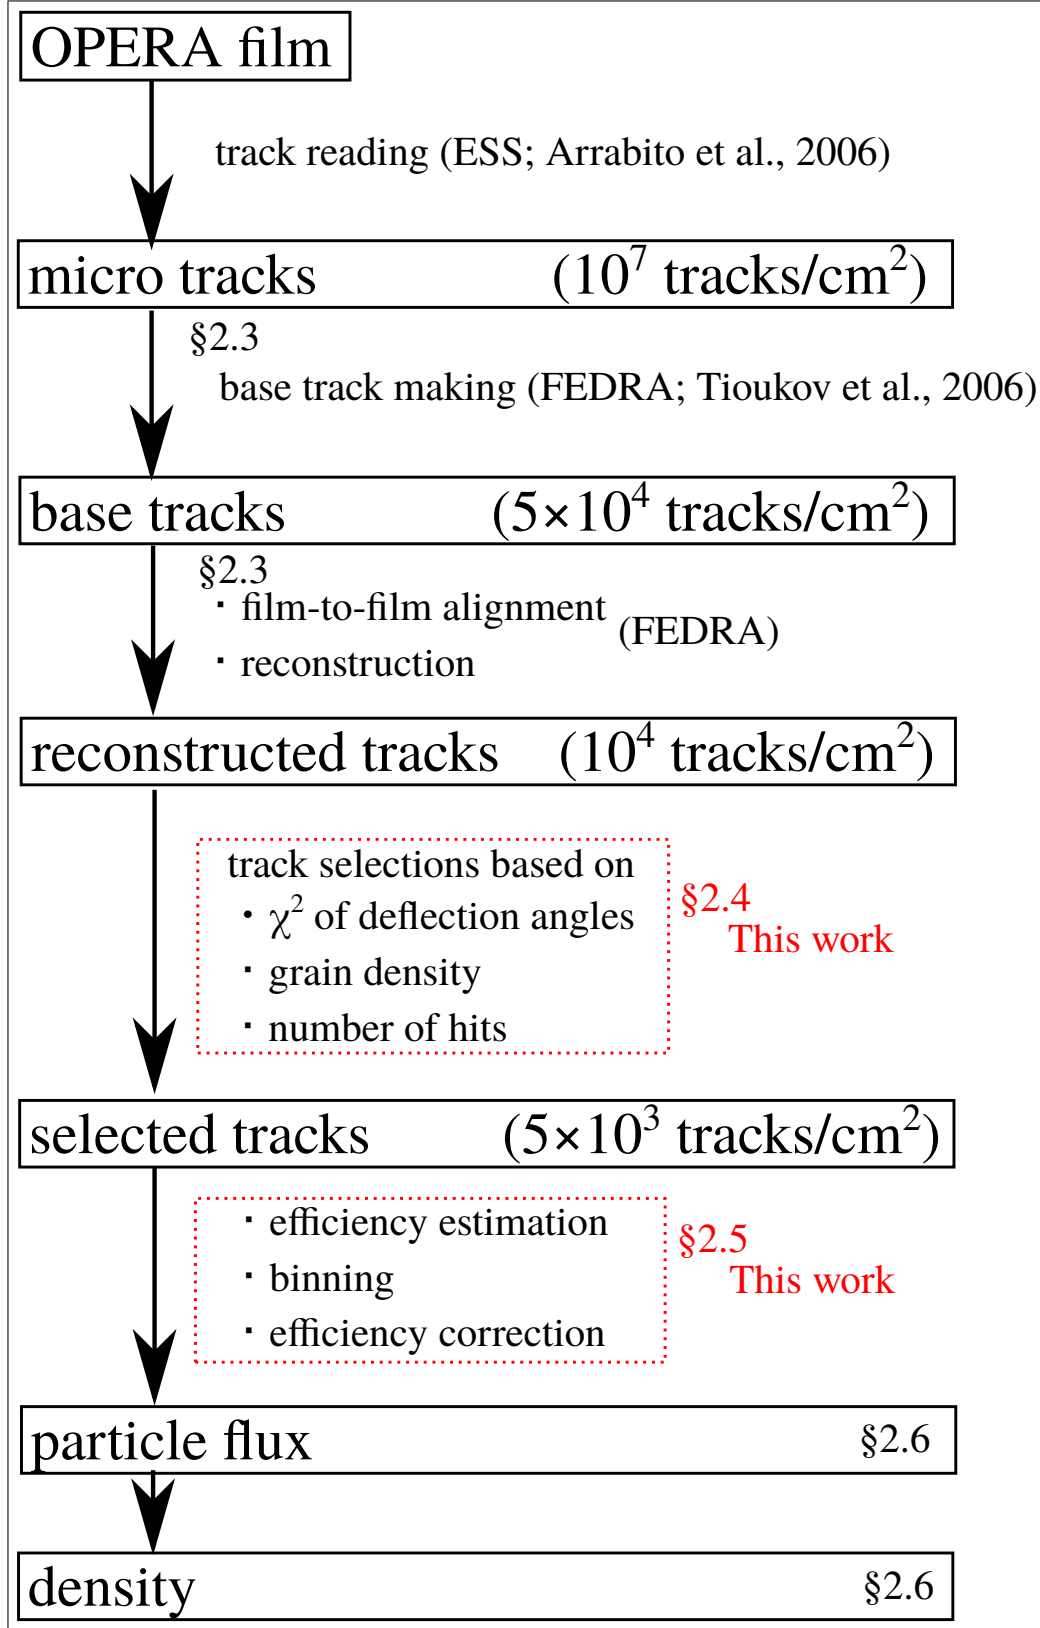 OPERA film
track reading (ESS; Arrabito et al., 2006)
micro tracks (10⁷ tracks/cm²)
§2.3
base track making (FEDRA; Tioukov et al., 2006)
base tracks (5×10⁴ tracks/cm²)
§2.3
・film-to-film alignment
(FEDRA)
・reconstruction
reconstructed tracks (10⁴ tracks/cm²)
track selections based on
・χ² of deflection angles
・grain density
・number of hits
§2.4
This work
selected tracks (5×10³ tracks/cm²)
・efficiency estimation
・binning
・efficiency correction
§2.5
This work
particle flux §2.6
density §2.6